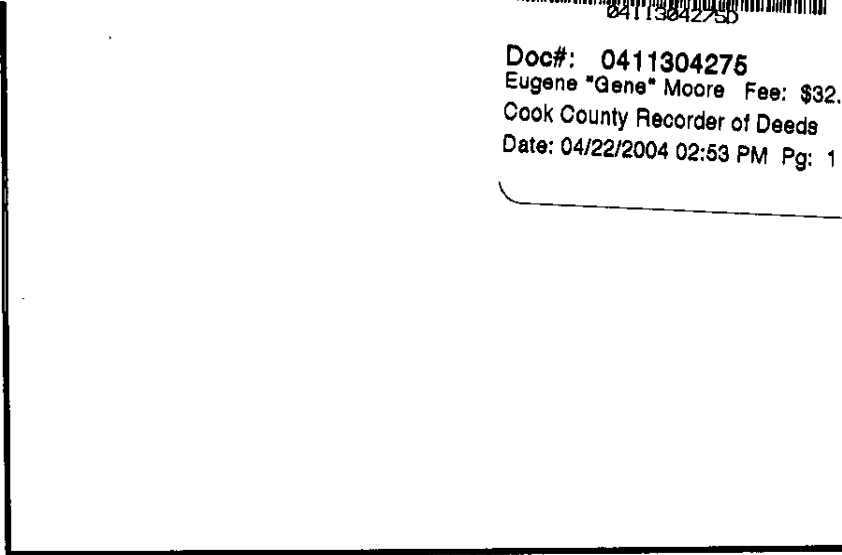 0411304275D
Doc#: 0411304275
Eugene "Gene" Moore Fee: $32.
Cook County Recorder of Deeds
Date: 04/22/2004 02:53 PM Pg: 1